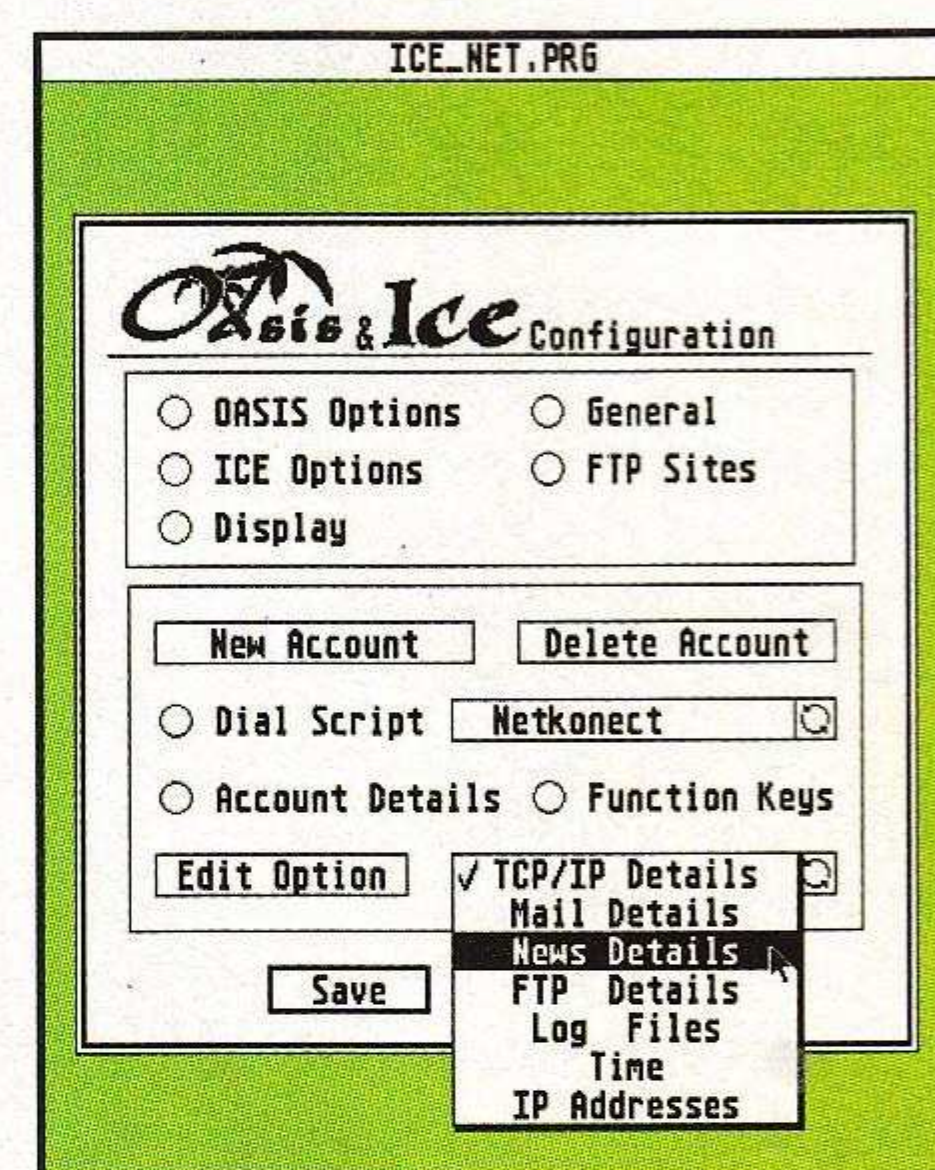 ICE_NET.PRG
Oasis & Ice Configuration
OASIS Options
General
ICE Options
FTP Sites
Display
New Account
Delete Account
Dial Script
Netkonect
Account Details
Function Keys
Edit Option
✓ TCP/IP Details
Mail Details
News Details
FTP Details
Log Files
Time
IP Addresses
Save